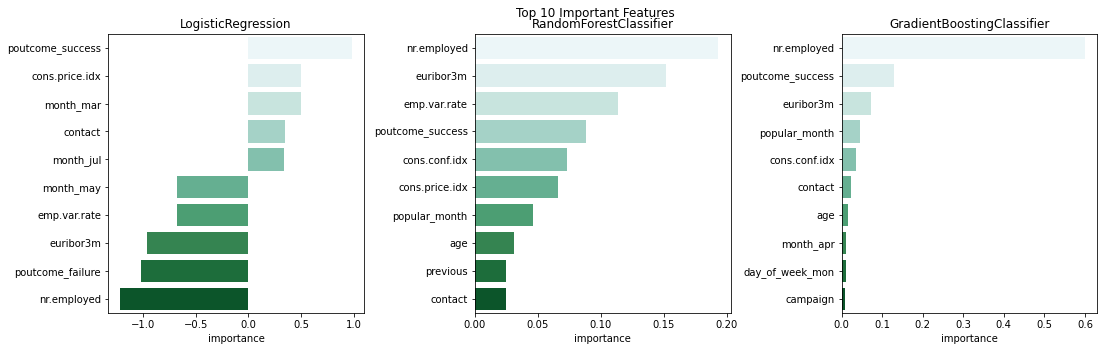 Top 10 Important Features
LogisticRegression
poutcome_success
cons.price.idx
month_mar
contact
month_jul
month_may
emp.var.rate
euribor3m
poutcome_failure
nr.employed
−1.0 −0.5 0.0 0.5 1.0
importance
RandomForestClassifier
nr.employed
euribor3m
emp.var.rate
poutcome_success
cons.conf.idx
cons.price.idx
popular_month
age
previous
contact
0.00 0.05 0.10 0.15 0.20
importance
GradientBoostingClassifier
nr.employed
poutcome_success
euribor3m
popular_month
cons.conf.idx
contact
age
month_apr
day_of_week_mon
campaign
0.0 0.1 0.2 0.3 0.4 0.5 0.6
importance